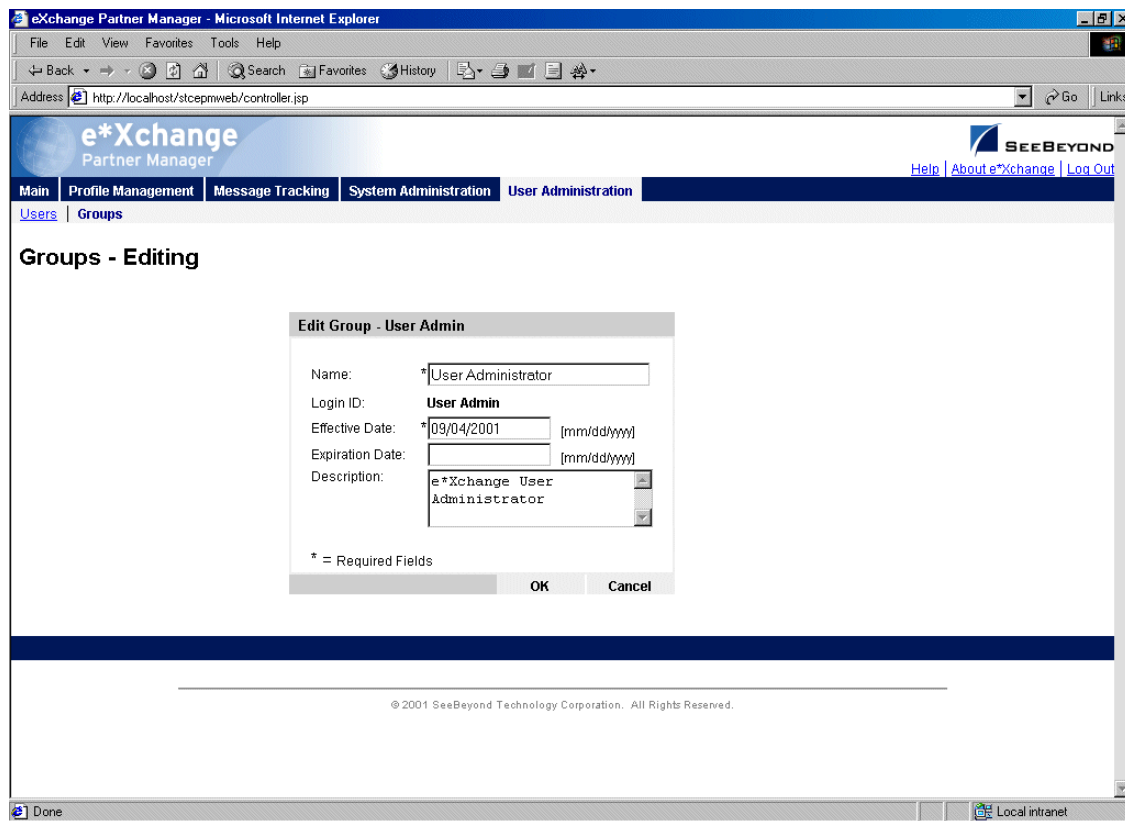 eXchange Partner Manager - Microsoft Internet Explorer
File Edit View Favorites Tools Help
Back Search Favorites History
Address http://localhost/stcepmweb/controller.jsp Go Links
e*Xchange
Partner Manager
SEEBEYOND
Help | About e*Xchange | Log Out
Main Profile Management Message Tracking System Administration User Administration
Users | Groups
Groups - Editing
Edit Group - User Admin
Name: *User Administrator
Login ID: User Admin
Effective Date: *09/04/2001 [mm/dd/yyyy]
Expiration Date: [mm/dd/yyyy]
Description: e*Xchange User
Administrator
* = Required Fields
OK Cancel
© 2001 SeeBeyond Technology Corporation. All Rights Reserved.
Done Local intranet